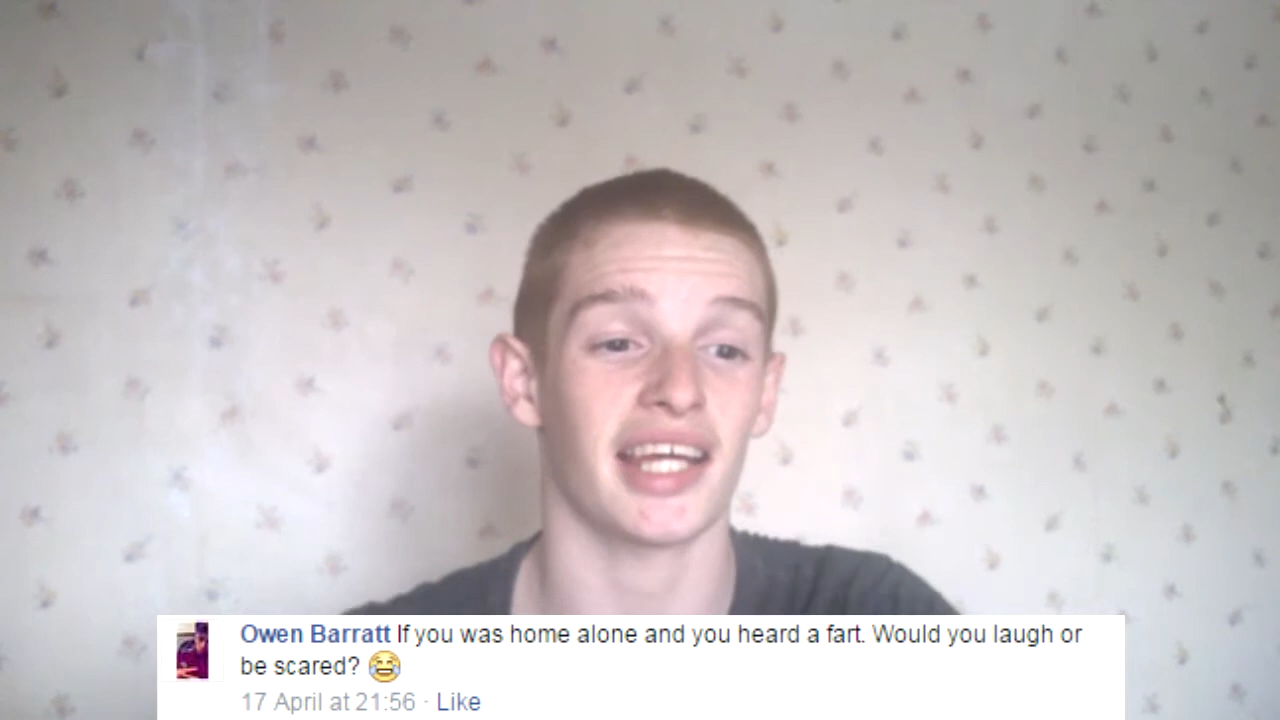 Owen Barratt If you was home alone and you heard a fart. Would you laugh or
be scared? 😂
17 April at 21:56 · Like